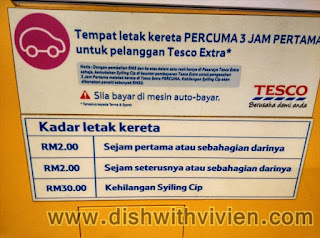 Tempat letak kereta PERCUMA 3 JAM PERTAMA
untuk pelanggan Tesco Extra*
Sila bayar di mesin auto-bayar.
TESCO
Berusaha demi anda
Kadar letak kereta
RM2.00 Sejam pertama atau sebahagian darinya
RM2.00 Sejam seterusnya atau sebahagian darinya
RM30.00 Kehilangan Syiling Cip
www.dishwithvivien.com